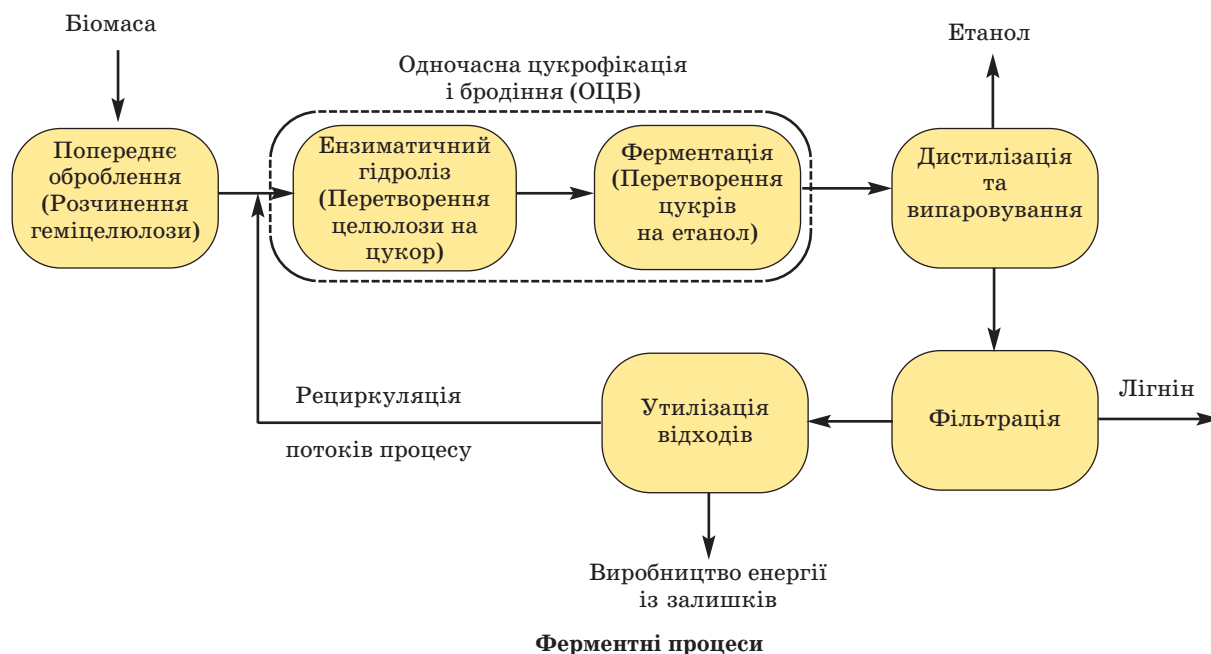 Біомаса
Етанол
Одночасна цукрофікація
і бродіння (ОЦБ)
Попереднє
оброблення
(Розчинення
геміцелюлози)
Ензиматичний
гідроліз
(Перетворення
целюлози на
цукор)
Ферментація
(Перетворення
цукрів
на етанол)
Дистилізація
та
випаровування
Рециркуляція
потоків процесу
Утилізація
відходів
Фільтрація
Лігнін
Виробництво енергії
із залишків
Ферментні процеси